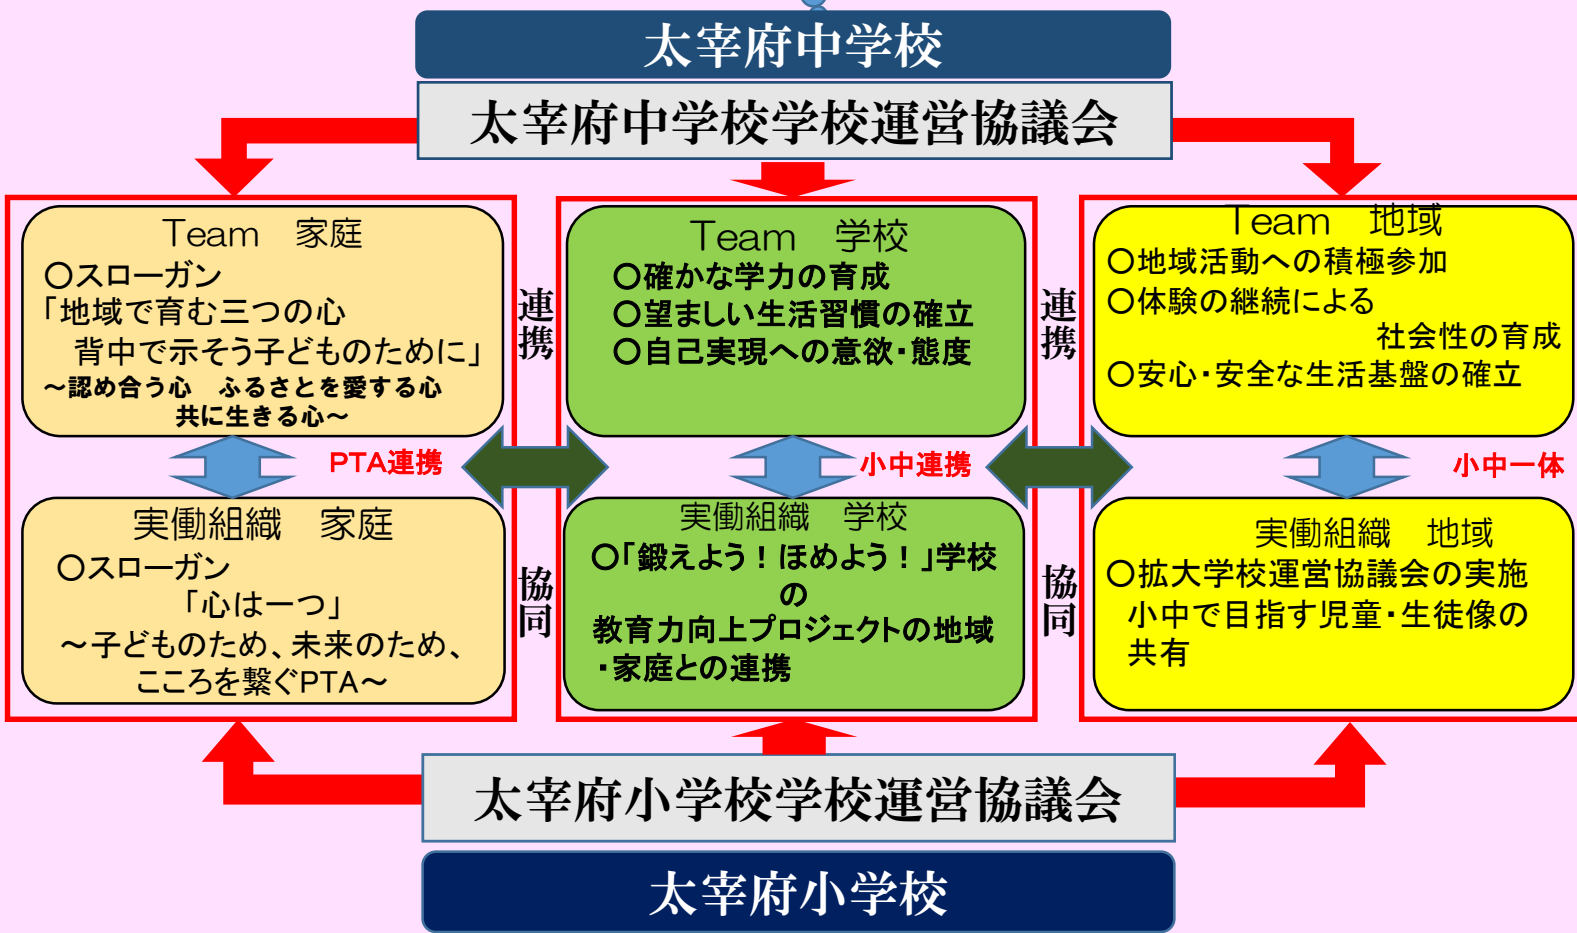 太宰府中学校
太宰府中学校学校運営協議会
Team　家庭
○スローガン
「地域で育む三つの心
背中で示そう子どものために」
～認め合う心　ふるさとを愛する心
共に生きる心～
連携
Team　学校
○確かな学力の育成
○望ましい生活習慣の確立
○自己実現への意欲・態度
連携
Team　地域
○地域活動への積極参加
○体験の継続による
社会性の育成
○安心・安全な生活基盤の確立
PTA連携
小中連携
小中一体
実働組織　家庭
○スローガン
「心は一つ」
～子どものため、未来のため、
こころを繋ぐPTA～
協同
実働組織　学校
○「鍛えよう！ほめよう！」学校
の
教育力向上プロジェクトの地域
・家庭との連携
協同
実働組織　地域
○拡大学校運営協議会の実施
小中で目指す児童・生徒像の
共有
太宰府小学校学校運営協議会
太宰府小学校